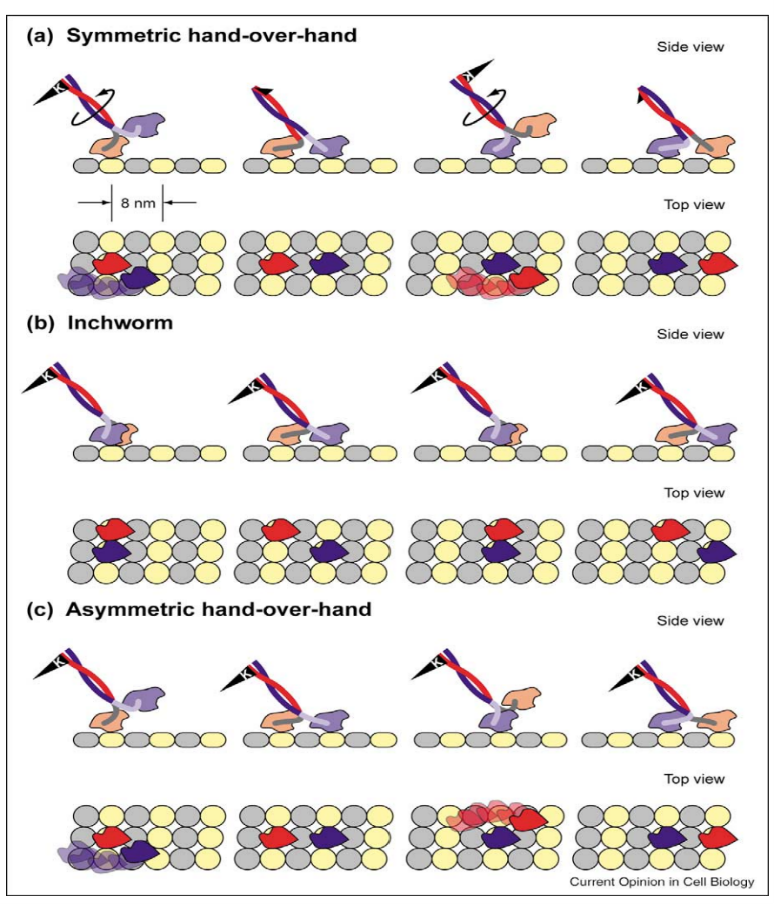 (a) Symmetric hand-over-hand
Side view
K
K
8 nm
Top view
(b) Inchworm
Side view
K
K
K
K
Top view
(c) Asymmetric hand-over-hand
Side view
K
K
K
K
Top view
Current Opinion in Cell Biology